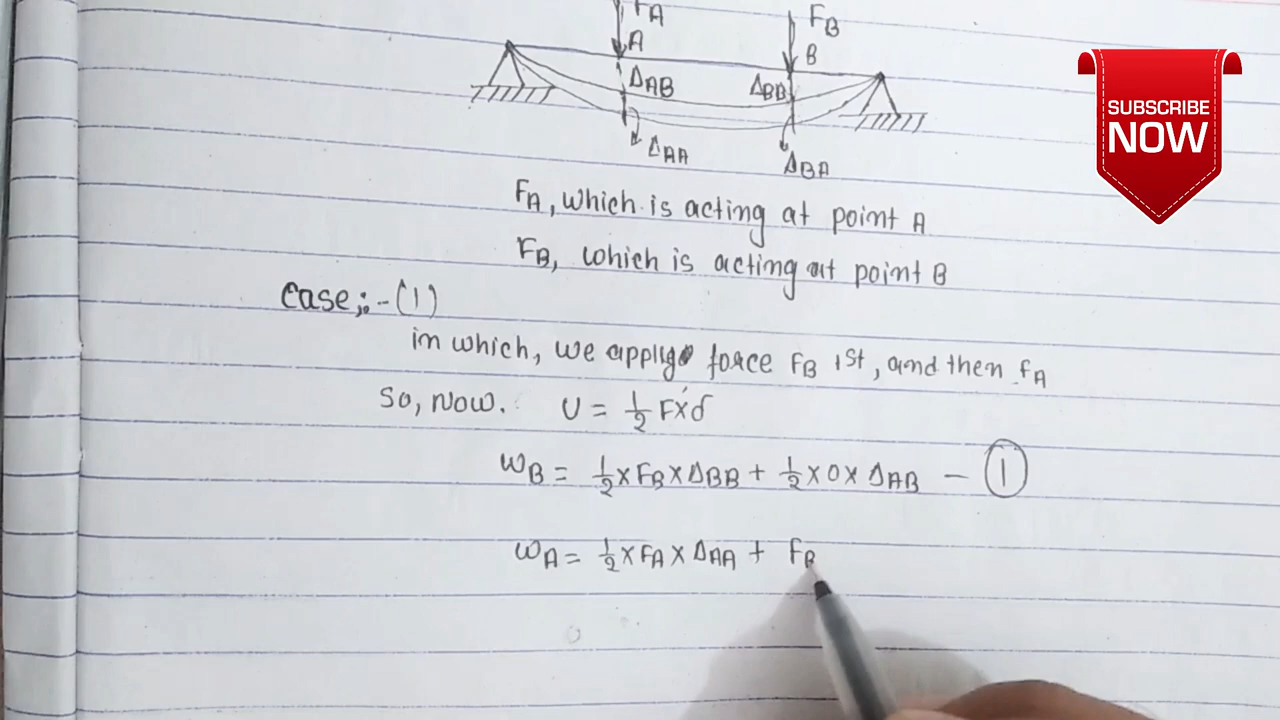 FA
FB
A
B
ΔAB
ΔBB
ΔAA
ΔBA
SUBSCRIBE
NOW
FA, which is acting at point A
FB, which is acting at point B
Case;:-(1)
in which, we apply force FB 1st, and then FA
So, Now. U = 1/2 F×δ
WB = 1/2 × FB × ΔBB + 1/2 × 0 × ΔAB - ①
WA = 1/2 × FA × ΔAA + FB